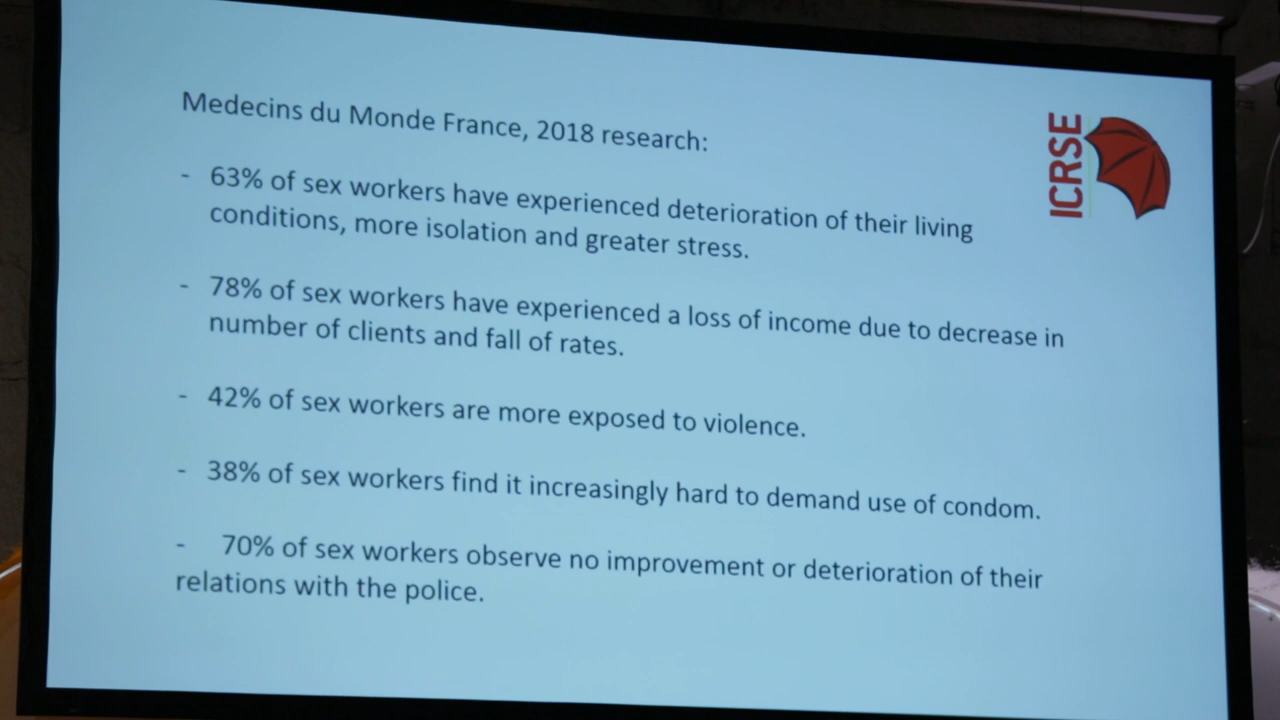 Medecins du Monde France, 2018 research:
ICRSE
- 63% of sex workers have experienced deterioration of their living
conditions, more isolation and greater stress.
- 78% of sex workers have experienced a loss of income due to decrease in
number of clients and fall of rates.
- 42% of sex workers are more exposed to violence.
- 38% of sex workers find it increasingly hard to demand use of condom.
- 70% of sex workers observe no improvement or deterioration of their
relations with the police.